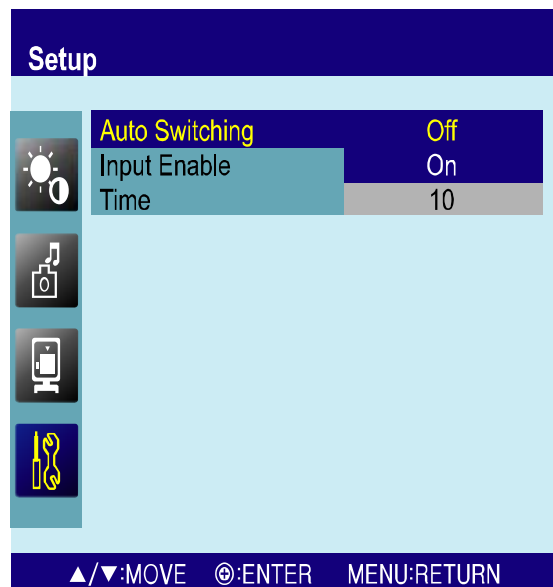 Setup
Auto Switching Off
Input Enable On
Time 10
▲/▼:MOVE ⊕:ENTER MENU:RETURN